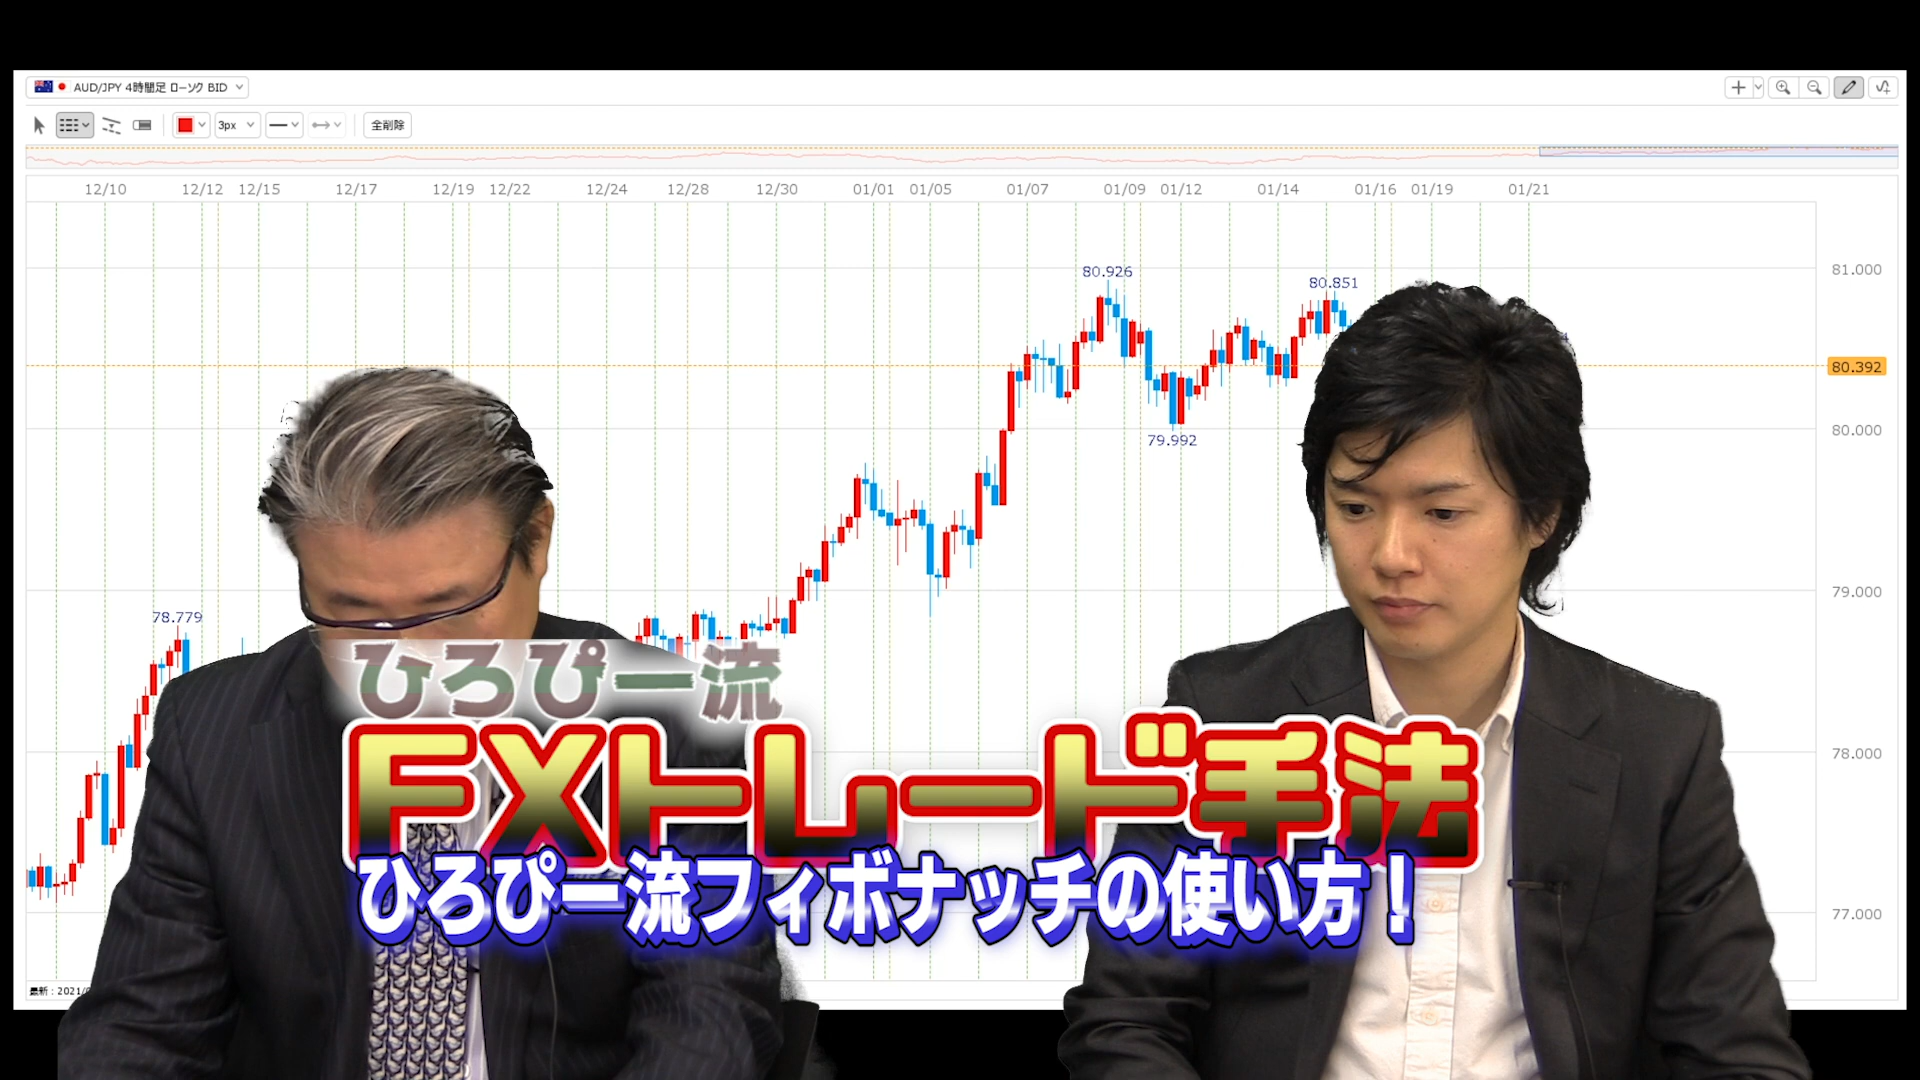 AUD/JPY 4時間足 ローソク BID
3px
全削除
12/10 12/12 12/15 12/17 12/19 12/22 12/24 12/28 12/30 01/01 01/05 01/07 01/09 01/12 01/14 01/16 01/19 01/21
80.926
80.851
81.000
80.392
80.000
79.992
79.000
78.779
78.000
77.000
ひろぴー流
FXトレード手法
ひろぴー流フィボナッチの使い方！
最新：2021/